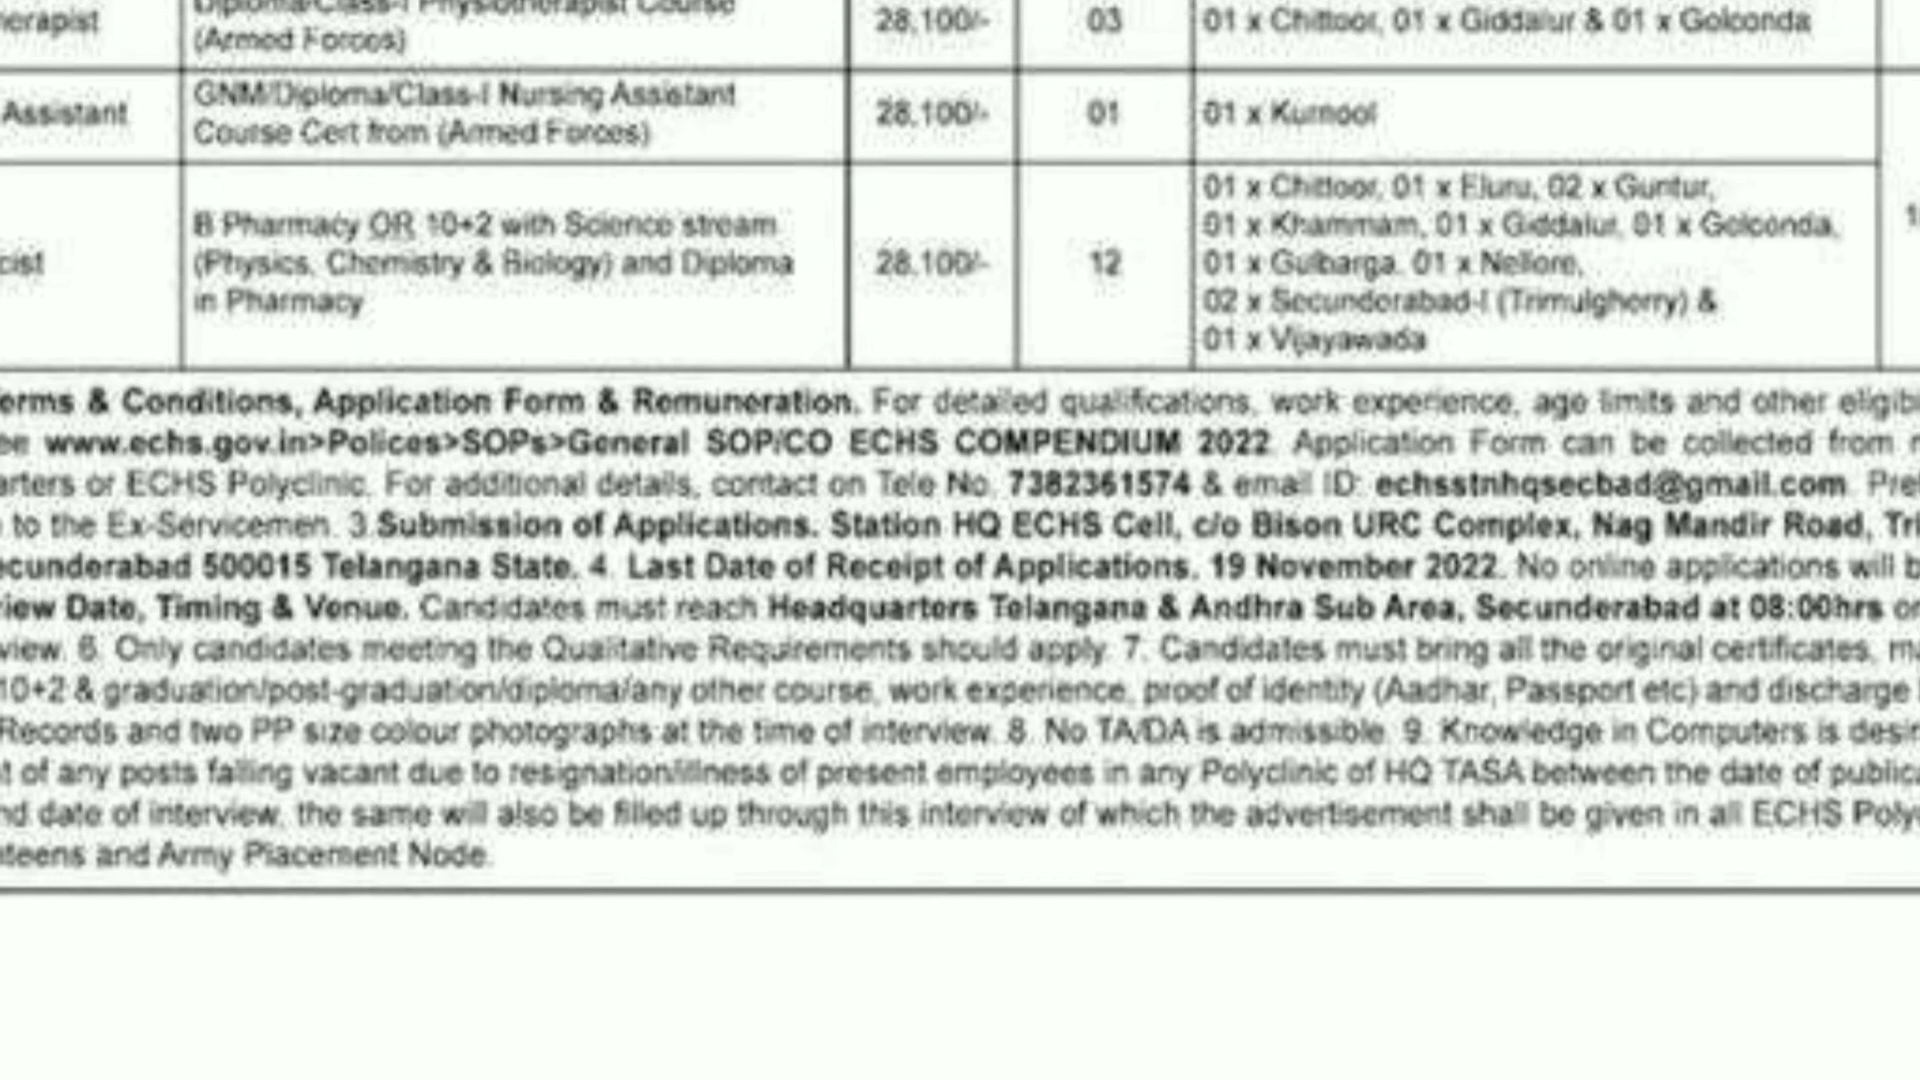 herapist
Diploma/Class-I Physiotherapist Course
(Armed Forces)
28,100/-
03
01 x Chittoor, 01 x Giddalur & 01 x Golconda
Assistant
GNM/Diploma/Class-I Nursing Assistant
Course Cert from (Armed Forces)
28,100/-
01
01 x Kurnool
cist
B Pharmacy OR 10+2 with Science stream
(Physics, Chemistry & Biology) and Diploma
in Pharmacy
28,100/-
12
01 x Chittoor, 01 x Eluru, 02 x Guntur,
01 x Khammam, 01 x Giddalur, 01 x Golconda,
01 x Gulbarga, 01 x Nellore,
02 x Secunderabad-I (Trimulgherry) &
01 x Vijayawada
1
erms & Conditions, Application Form & Remuneration. For detailed qualifications, work experience, age limits and other eligibi
ee www.echs.gov.in>Polices>SOPs>General SOP/CO ECHS COMPENDIUM 2022. Application Form can be collected from
arters or ECHS Polyclinic. For additional details, contact on Tele No. 7382361574 & email ID: echsstnhqsecbad@gmail.com. Pref
to the Ex-Servicemen. 3.Submission of Applications. Station HQ ECHS Cell, c/o Bison URC Complex, Nag Mandir Road, Tri
ecunderabad 500015 Telangana State. 4. Last Date of Receipt of Applications, 19 November 2022. No online applications will b
view Date, Timing & Venue. Candidates must reach Headquarters Telangana & Andhra Sub Area, Secunderabad at 08:00hrs on
view. 6. Only candidates meeting the Qualitative Requirements should apply. 7. Candidates must bring all the original certificates, ma
10+2 & graduation/post-graduation/diploma/any other course, work experience, proof of identity (Aadhar, Passport etc) and discharge
Records and two PP size colour photographs at the time of interview. 8. No TA/DA is admissible. 9. Knowledge in Computers is desir
t of any posts falling vacant due to resignation/illness of present employees in any Polyclinic of HQ TASA between the date of publica
nd date of interview, the same will also be filled up through this interview of which the advertisement shall be given in all ECHS Poly
teens and Army Placement Node.